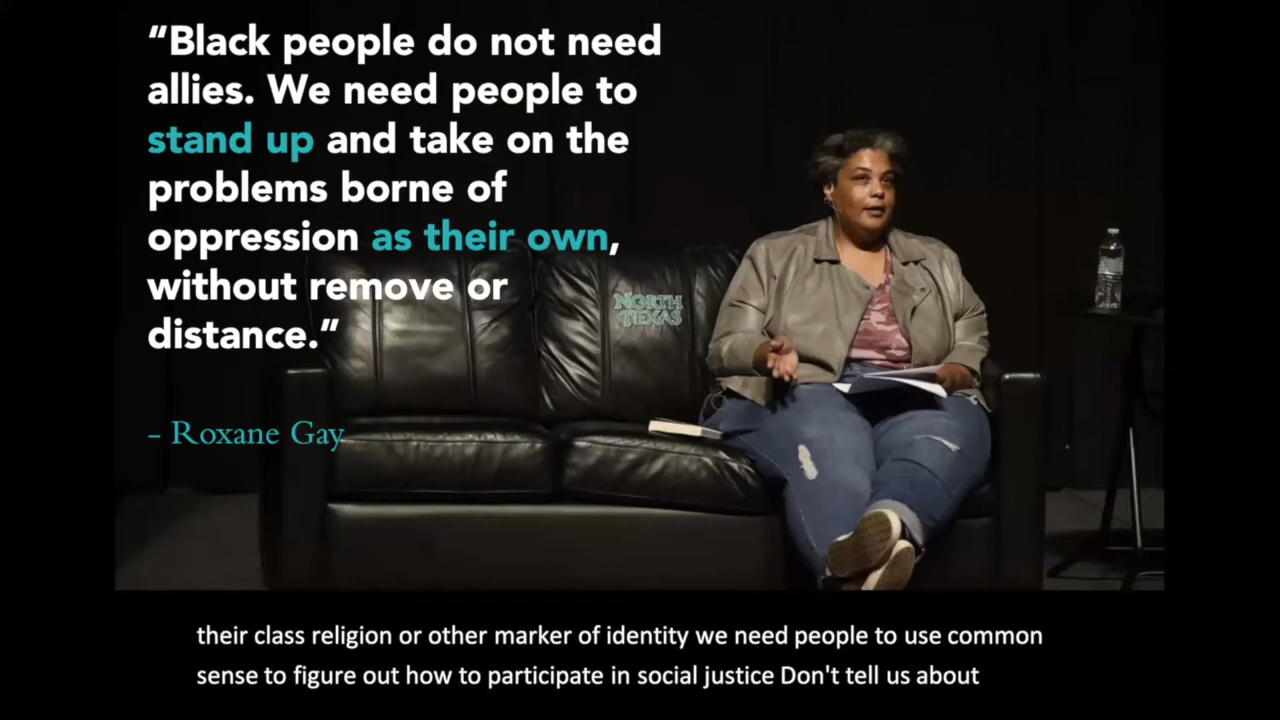 “Black people do not need
allies. We need people to
stand up and take on the
problems borne of
oppression as their own,
without remove or
distance.”
– Roxane Gay
NORTH
TEXAS
their class religion or other marker of identity we need people to use common
sense to figure out how to participate in social justice Don't tell us about